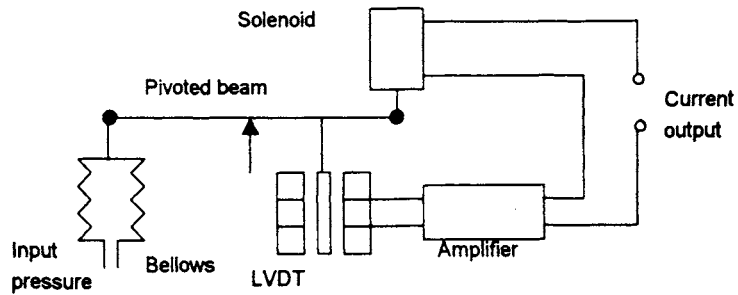 Solenoid
Pivoted beam
Current
output
Input
pressure
Bellows
LVDT
Amplifier